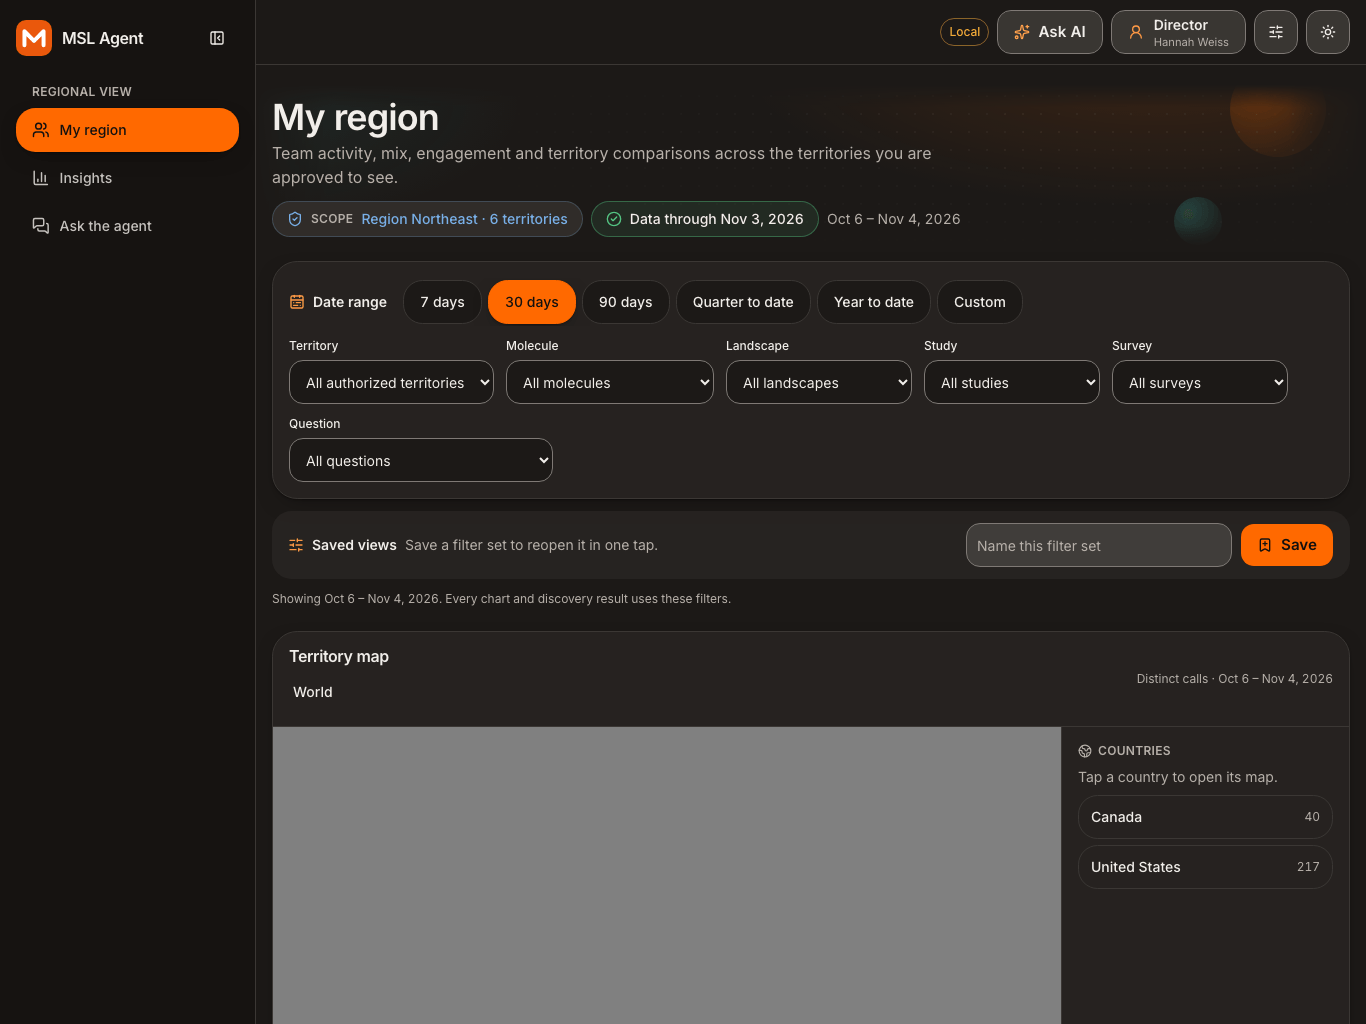 MSL Agent
REGIONAL VIEW
My region
Insights
Ask the agent
Local
Ask AI
Director
Hannah Weiss
My region
Team activity, mix, engagement and territory comparisons across the territories you are
approved to see.
SCOPE Region Northeast · 6 territories
Data through Nov 3, 2026
Oct 6 – Nov 4, 2026
Date range
7 days
30 days
90 days
Quarter to date
Year to date
Custom
Territory
All authorized territories
Molecule
All molecules
Landscape
All landscapes
Study
All studies
Survey
All surveys
Question
All questions
Saved views Save a filter set to reopen it in one tap.
Name this filter set
Save
Showing Oct 6 – Nov 4, 2026. Every chart and discovery result uses these filters.
Territory map
World
Distinct calls · Oct 6 – Nov 4, 2026
COUNTRIES
Tap a country to open its map.
Canada 40
United States 217